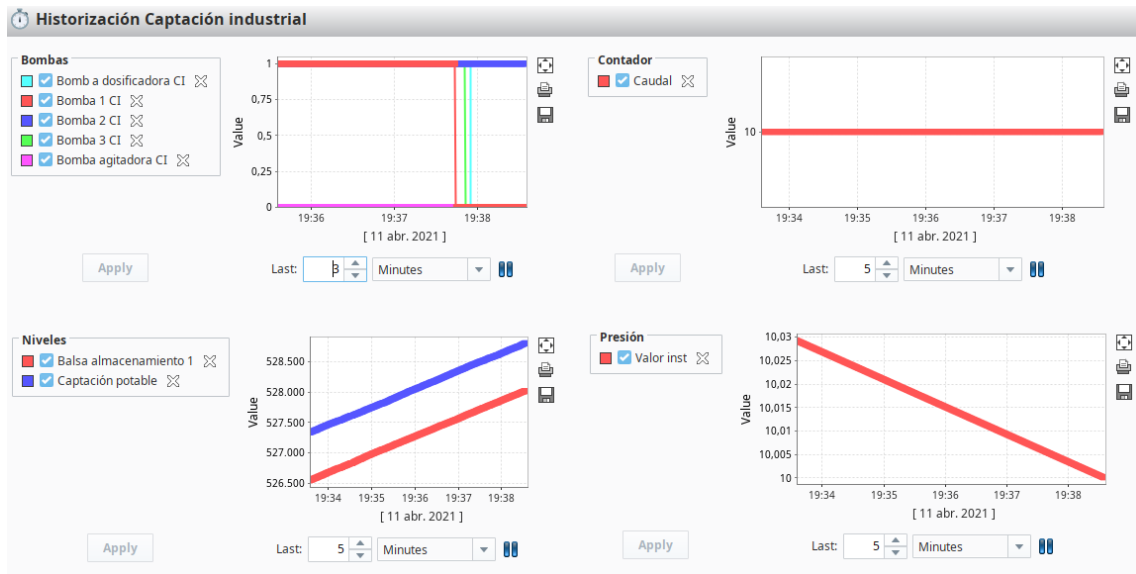 Historización Captación industrial
Bombas
Bomb a dosificadora CI
Bomba 1 CI
Bomba 2 CI
Bomba 3 CI
Bomba agitadora CI
Value
1
0,75
0,5
0,25
0
19:36 19:37 19:38
[ 11 abr. 2021 ]
Apply
Last: 3 Minutes
Contador
Caudal
Value
10
19:34 19:35 19:36 19:37 19:38
[ 11 abr. 2021 ]
Apply
Last: 5 Minutes
Niveles
Balsa almacenamiento 1
Captación potable
Value
528.500
528.000
527.500
527.000
526.500
19:34 19:35 19:36 19:37 19:38
[ 11 abr. 2021 ]
Apply
Last: 5 Minutes
Presión
Valor inst
Value
10,03
10,025
10,02
10,015
10,01
10,005
10
19:34 19:35 19:36 19:37 19:38
[ 11 abr. 2021 ]
Apply
Last: 5 Minutes